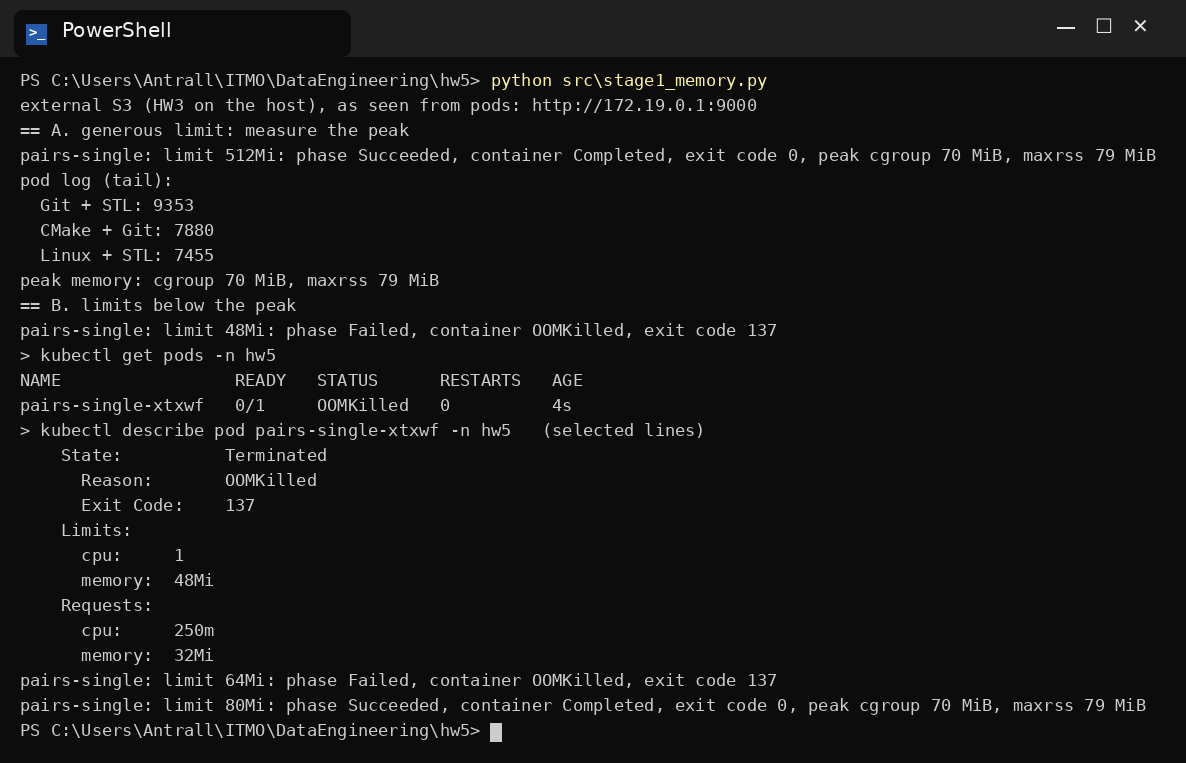 >_ PowerShell
PS C:\Users\Antrall\ITMO\DataEngineering\hw5> python src\stage1_memory.py
external S3 (HW3 on the host), as seen from pods: http://172.19.0.1:9000
== A. generous limit: measure the peak
pairs-single: limit 512Mi: phase Succeeded, container Completed, exit code 0, peak cgroup 70 MiB, maxrss 79 MiB
pod log (tail):
  Git + STL: 9353
  CMake + Git: 7880
  Linux + STL: 7455
peak memory: cgroup 70 MiB, maxrss 79 MiB
== B. limits below the peak
pairs-single: limit 48Mi: phase Failed, container OOMKilled, exit code 137
> kubectl get pods -n hw5
NAME                 READY   STATUS      RESTARTS   AGE
pairs-single-xtxwf   0/1     OOMKilled   0          4s
> kubectl describe pod pairs-single-xtxwf -n hw5   (selected lines)
    State:          Terminated
      Reason:       OOMKilled
      Exit Code:    137
    Limits:
      cpu:     1
      memory:  48Mi
    Requests:
      cpu:     250m
      memory:  32Mi
pairs-single: limit 64Mi: phase Failed, container OOMKilled, exit code 137
pairs-single: limit 80Mi: phase Succeeded, container Completed, exit code 0, peak cgroup 70 MiB, maxrss 79 MiB
PS C:\Users\Antrall\ITMO\DataEngineering\hw5>